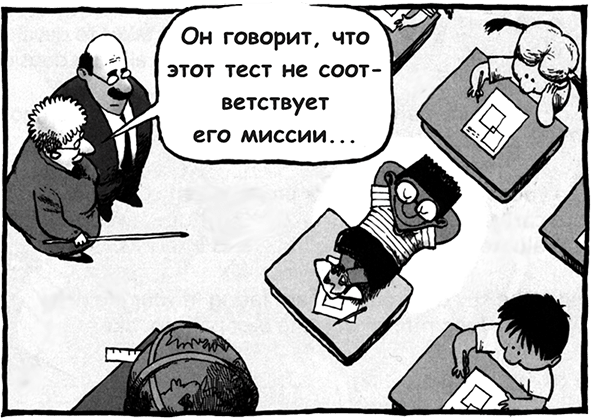 Он говорит, что
этот тест не соот-
ветствует
его миссии...